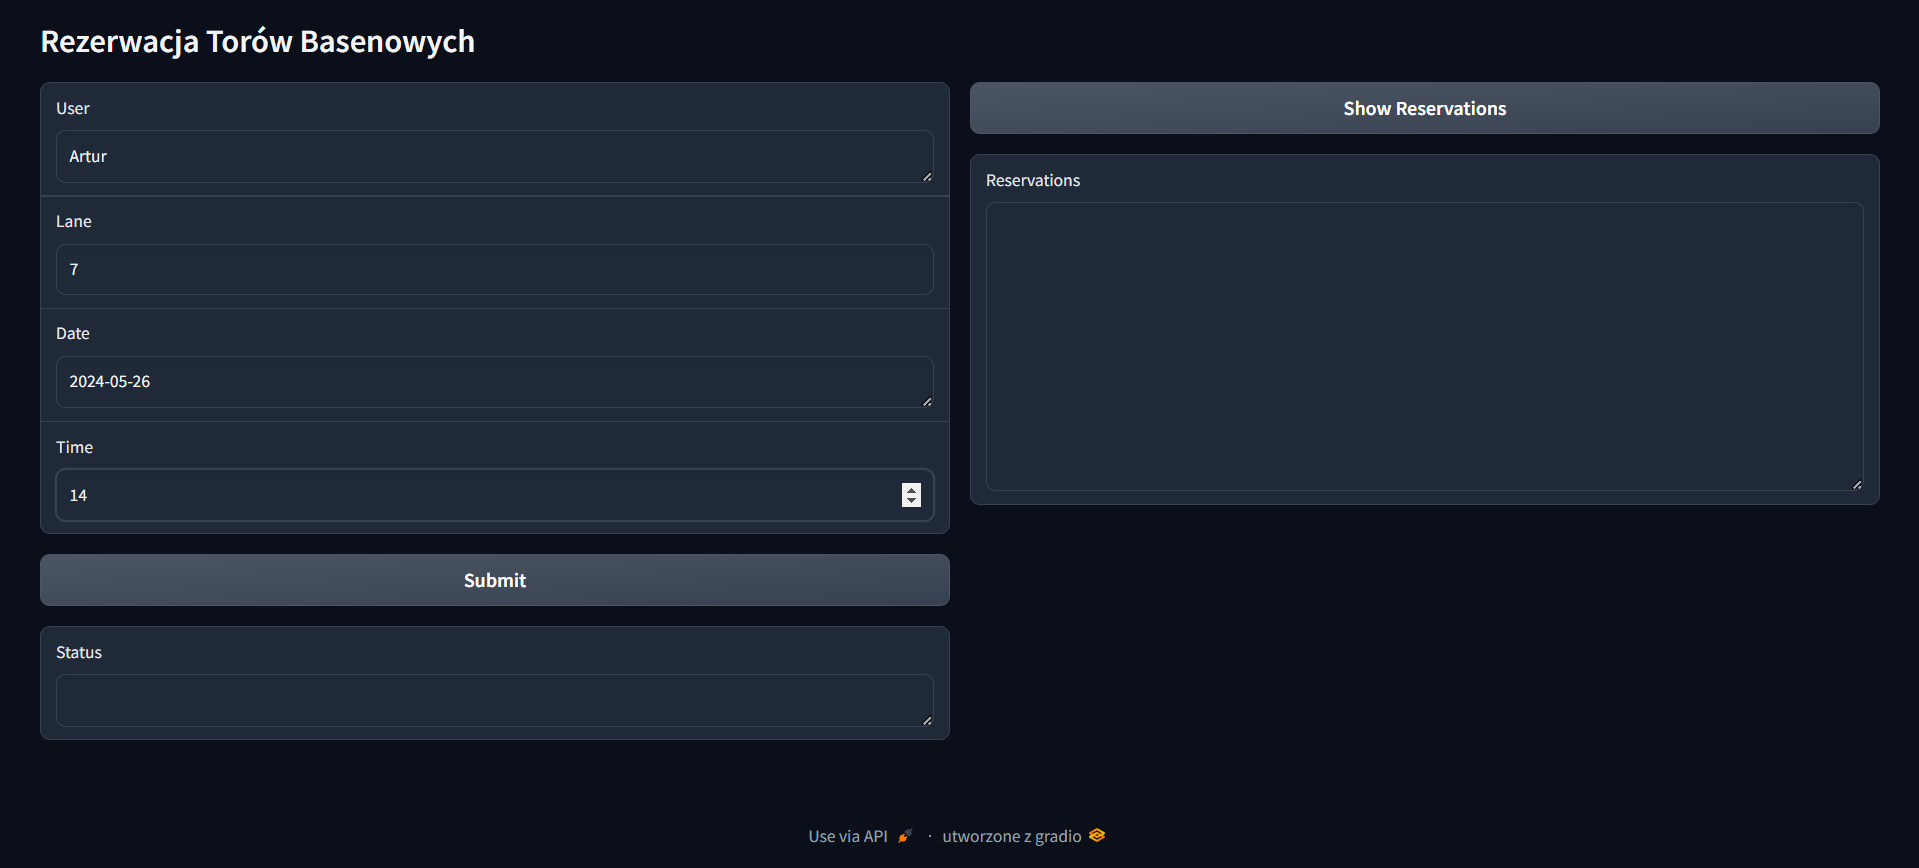 Rezerwacja Torów Basenowych
User
Artur
Lane
7
Date
2024-05-26
Time
14
Submit
Status
Show Reservations
Reservations
Use via API · utworzone z gradio